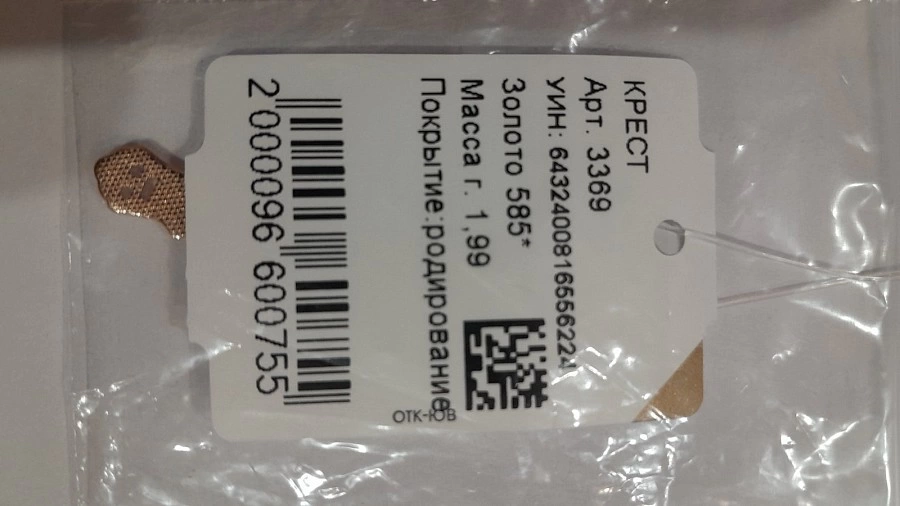 КРЕСТ
Арт. 3369
УИН: 6432400816556224
Золото 585*
Масса г. 1,99
Покрытие:родирование
ОТК-ЮВ
2 000096 600755